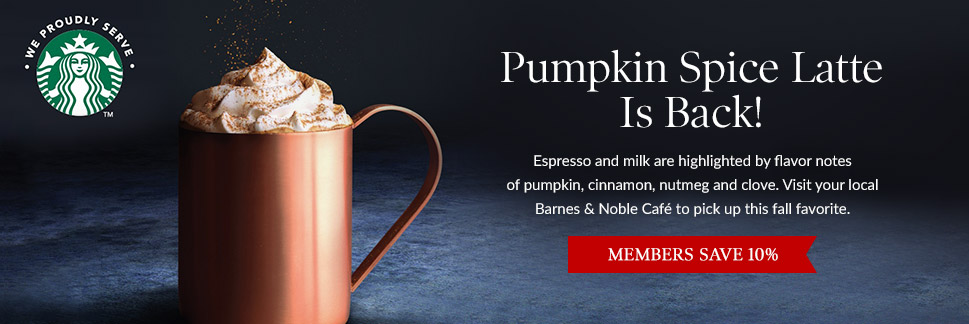 WE PROUDLY SERVE
TM
Pumpkin Spice Latte
Is Back!
Espresso and milk are highlighted by flavor notes
of pumpkin, cinnamon, nutmeg and clove. Visit your local
Barnes & Noble Café to pick up this fall favorite.
MEMBERS SAVE 10%